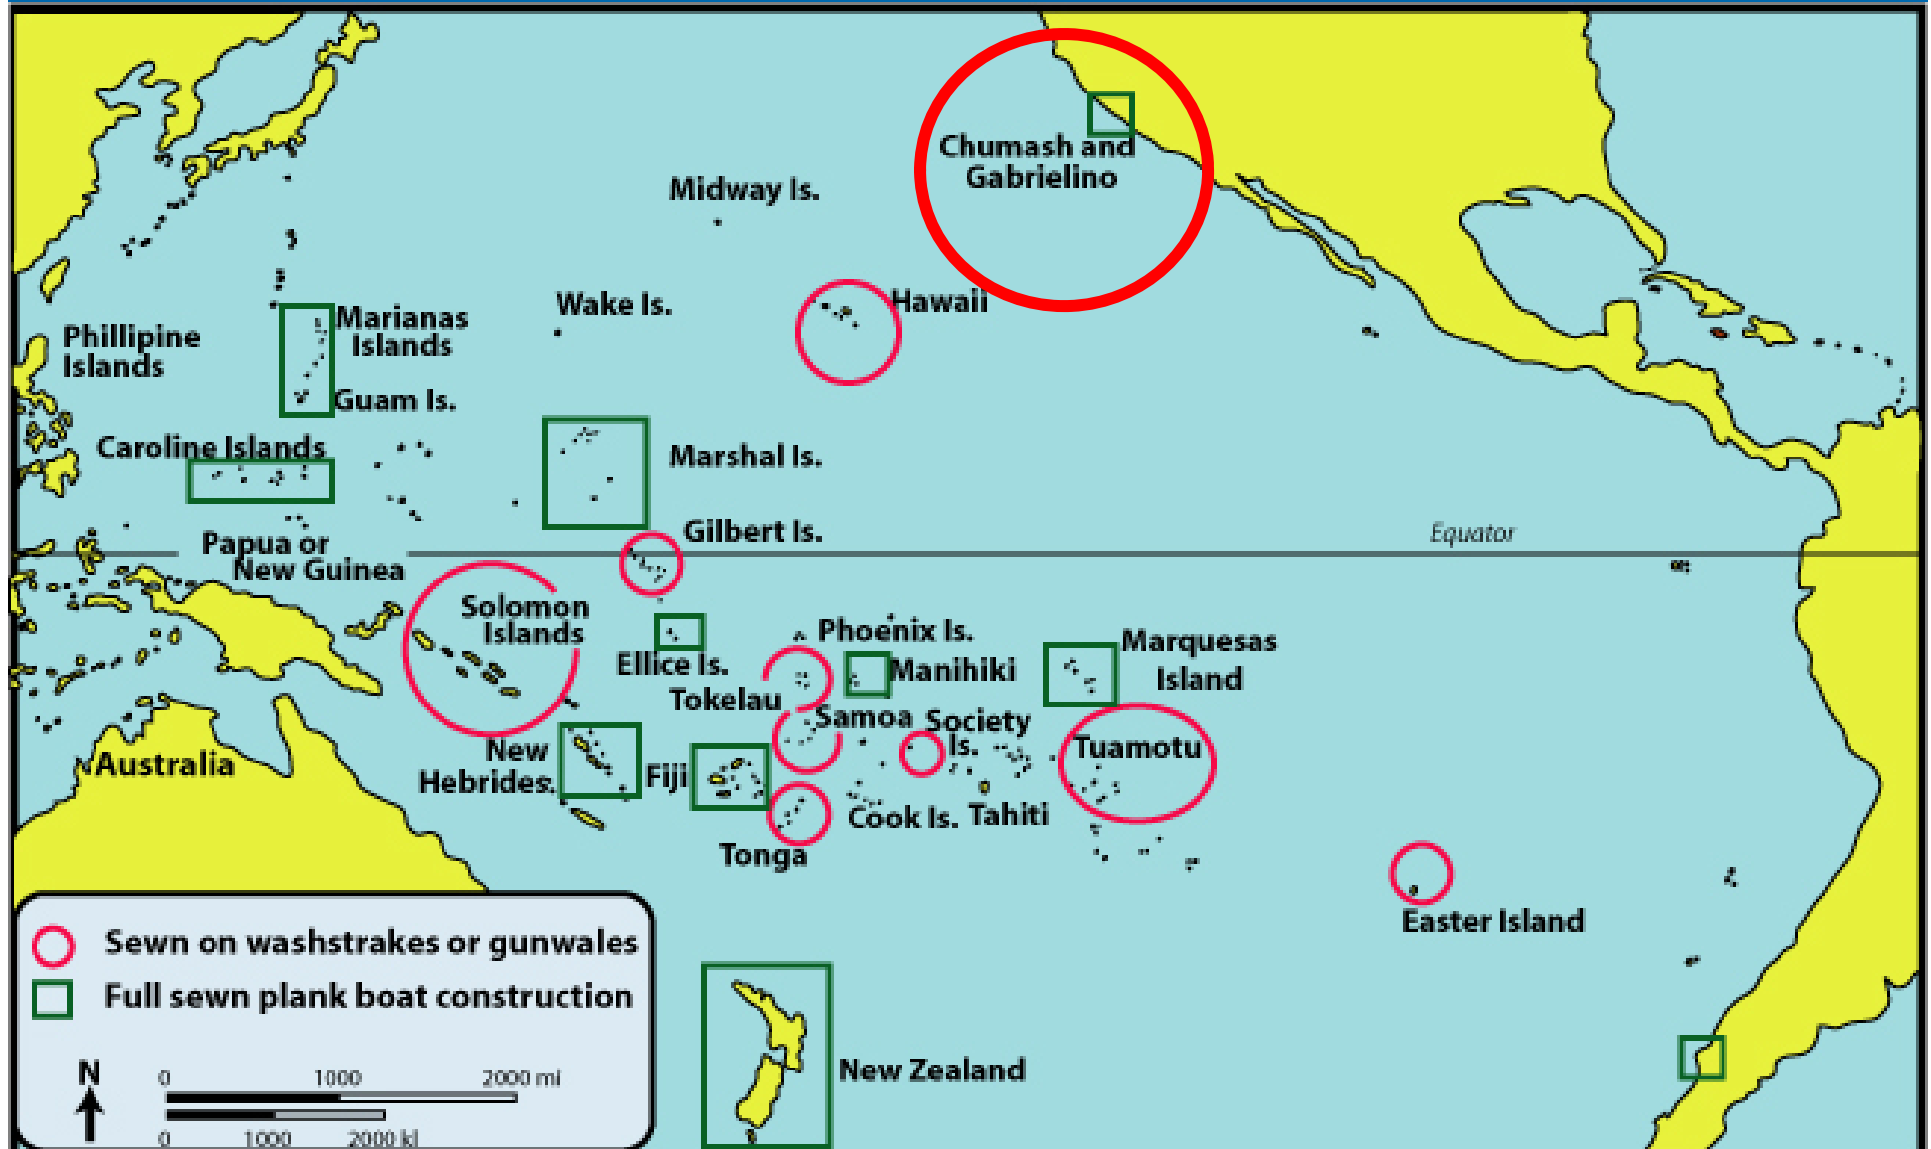 Chumash and
Gabrielino
Midway Is.
Hawaii
Wake Is.
Marianas
Islands
Phillipine
Islands
Guam Is.
Caroline Islands
Marshal Is.
Gilbert Is.
Equator
Papua or
New Guinea
Solomon
Islands
Phoenix Is.
Marquesas
Island
Ellice Is.
Manihiki
Tokelau
Samoa
Society
Is.
Tuamotu
New
Hebrides
Fiji
Australia
Cook Is.
Tahiti
Tonga
Easter Island
Sewn on washstrakes or gunwales
Full sewn plank boat construction
New Zealand
N
0 1000 2000 mi
0 1000 2000 kl